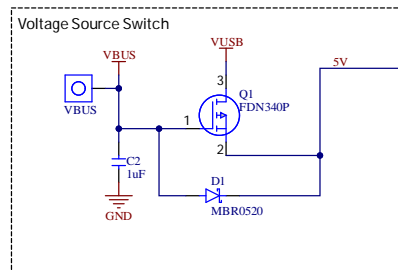 Voltage Source Switch
VBUS
VUSB
5V
3
Q1
FDN340P
VBUS
1
2
C2
1uF
D1
MBR0520
GND